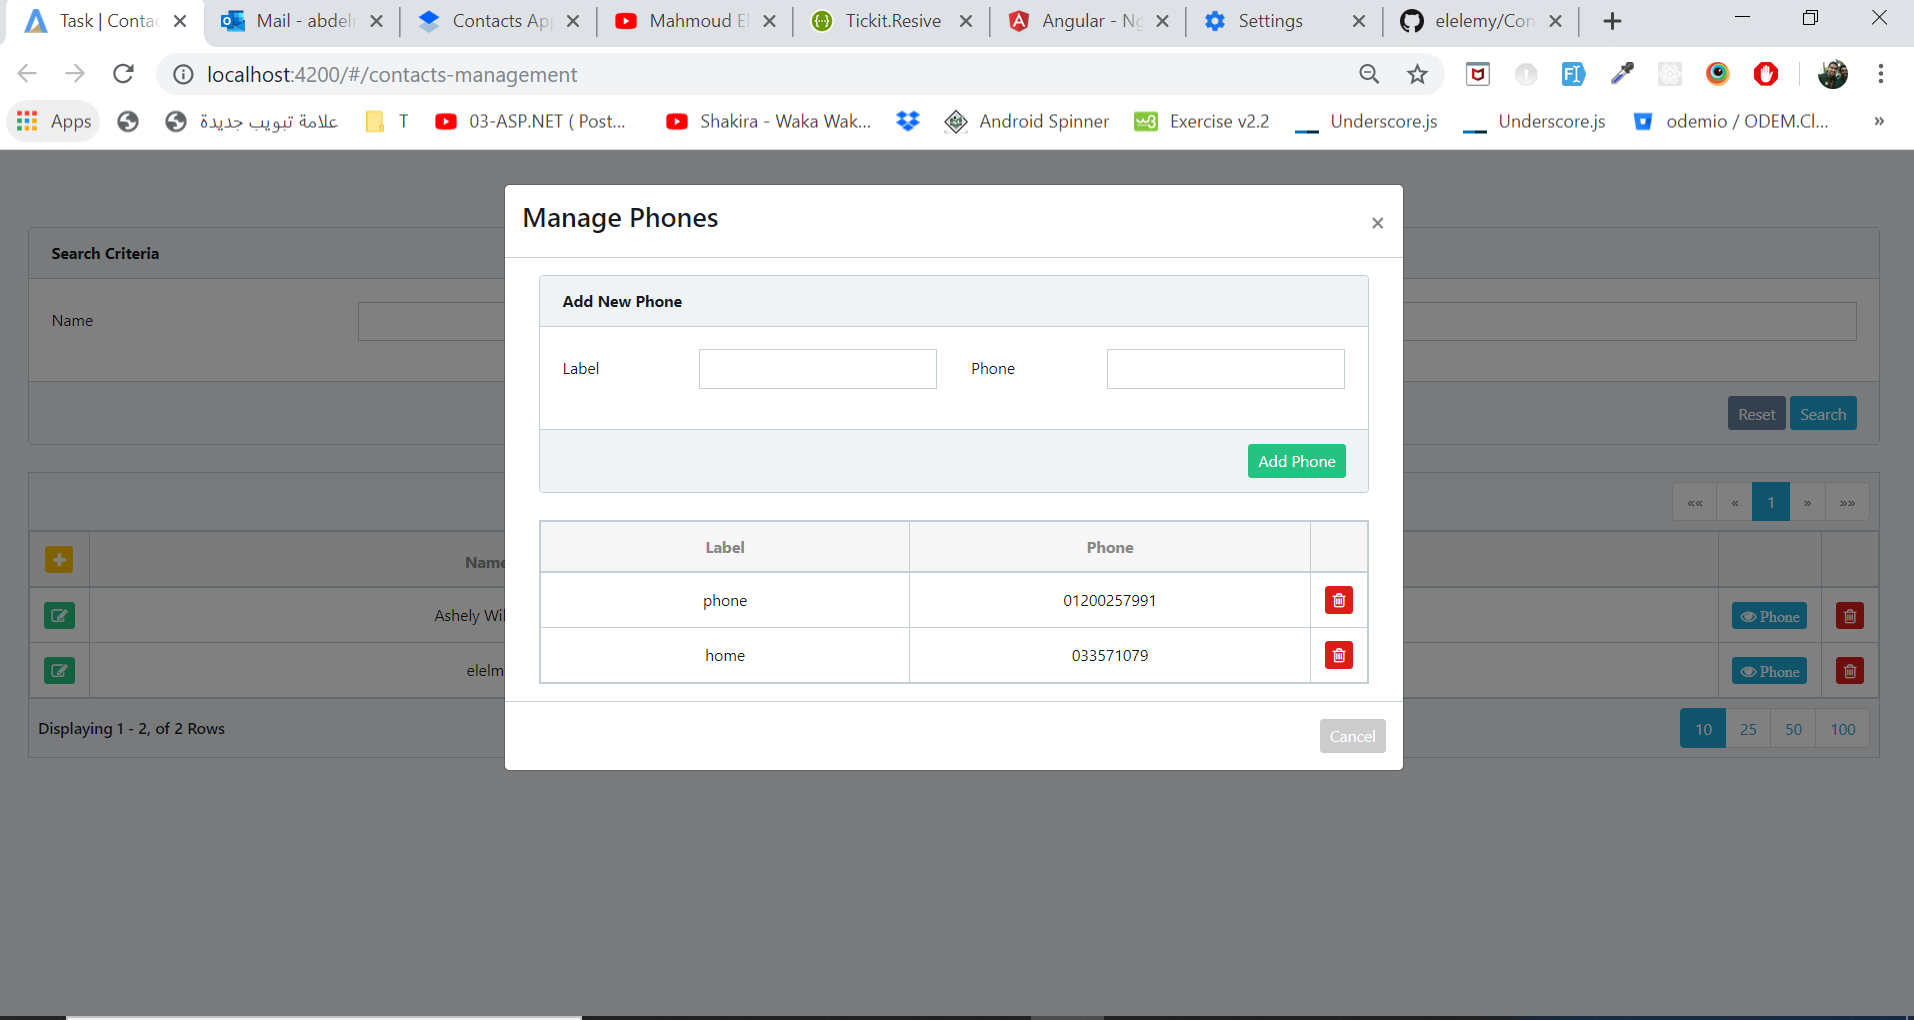 Task | Contac
Mail - abdelr
Contacts Ap
Mahmoud El
Tickit.Resive
Angular - Ng
Settings
elelemy/Con
localhost:4200/#/contacts-management
Apps
علامة تبويب جديدة
T
03-ASP.NET ( Post...
Shakira - Waka Wak...
Android Spinner
Exercise v2.2
Underscore.js
Underscore.js
odemio / ODEM.Cl...
»
Manage Phones
×
Search Criteria
Name
Add New Phone
Label
Phone
Reset
Search
Add Phone
«« « 1 » »»
Label
Phone
Name
phone
01200257991
Ashely Wil
Phone
home
033571079
elelm
Phone
Displaying 1 - 2, of 2 Rows
10 25 50 100
Cancel